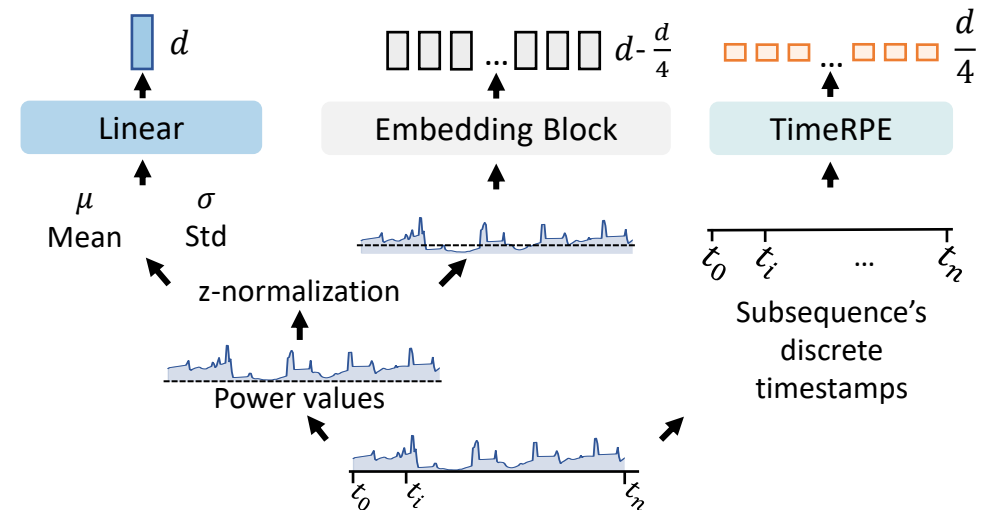 d
d-d/4
d/4
...
...
Linear
Embedding Block
TimeRPE
μ
σ
Mean
Std
t0 ti ... tn
z-normalization
Subsequence's
discrete
timestamps
Power values
t0 ti tn